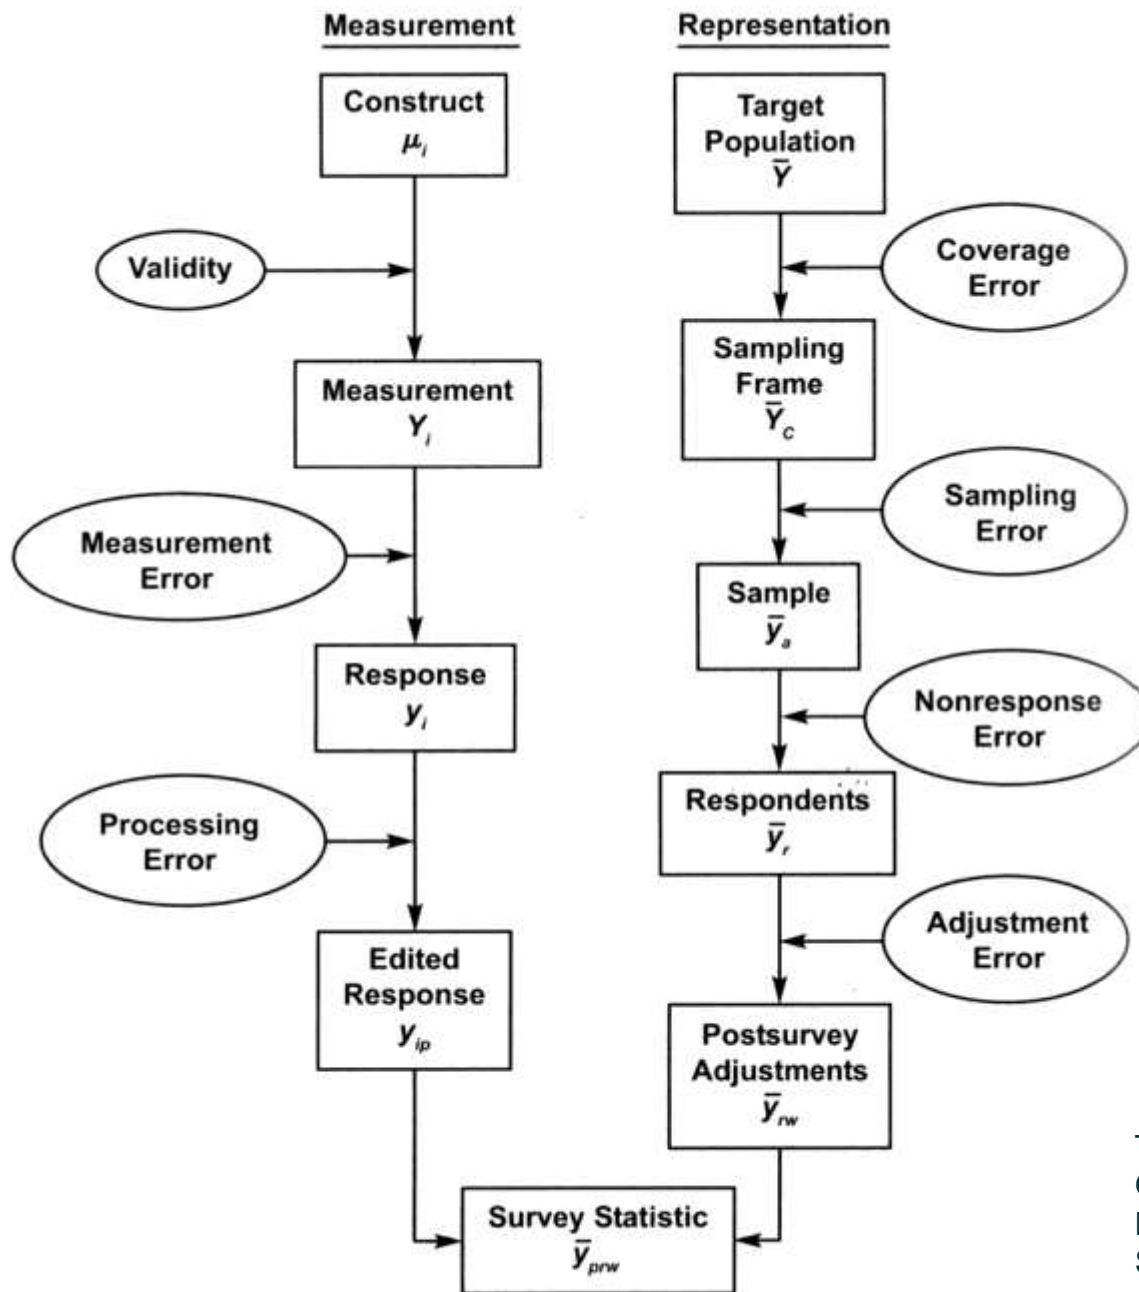 Measurement
Construct
μi
Validity
Measurement
Yi
Measurement
Error
Response
yi
Processing
Error
Edited
Response
yip
Representation
Target
Population
Ȳ
Coverage
Error
Sampling
Frame
ȲC
Sampling
Error
Sample
ȳa
Nonresponse
Error
Respondents
ȳr
Adjustment
Error
Postsurvey
Adjustments
ȳrw
Survey Statistic
ȳprw